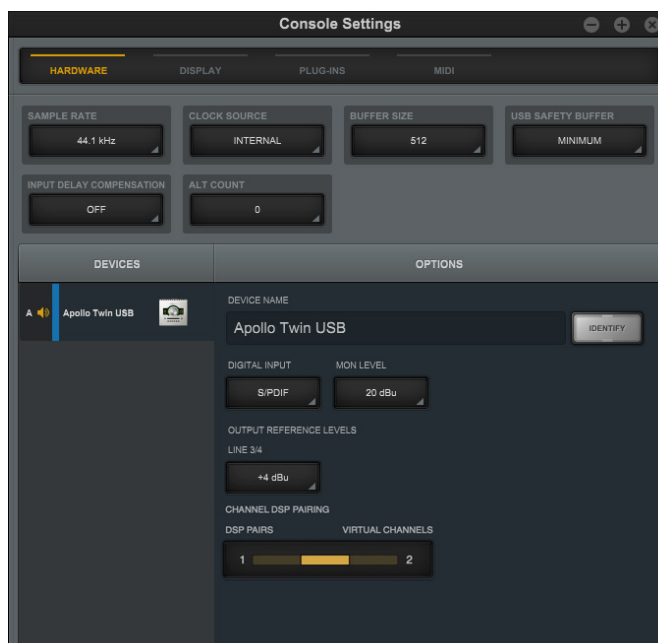 Console Settings
HARDWARE DISPLAY PLUG-INS MIDI
SAMPLE RATE CLOCK SOURCE BUFFER SIZE USB SAFETY BUFFER
44.1 kHz INTERNAL 512 MINIMUM
INPUT DELAY COMPENSATION ALT COUNT
OFF 0
DEVICES OPTIONS
DEVICE NAME
A Apollo Twin USB
Apollo Twin USB IDENTIFY
DIGITAL INPUT MON LEVEL
S/PDIF 20 dBu
OUTPUT REFERENCE LEVELS
LINE 3/4
+4 dBu
CHANNEL DSP PAIRING
DSP PAIRS VIRTUAL CHANNELS
1 2